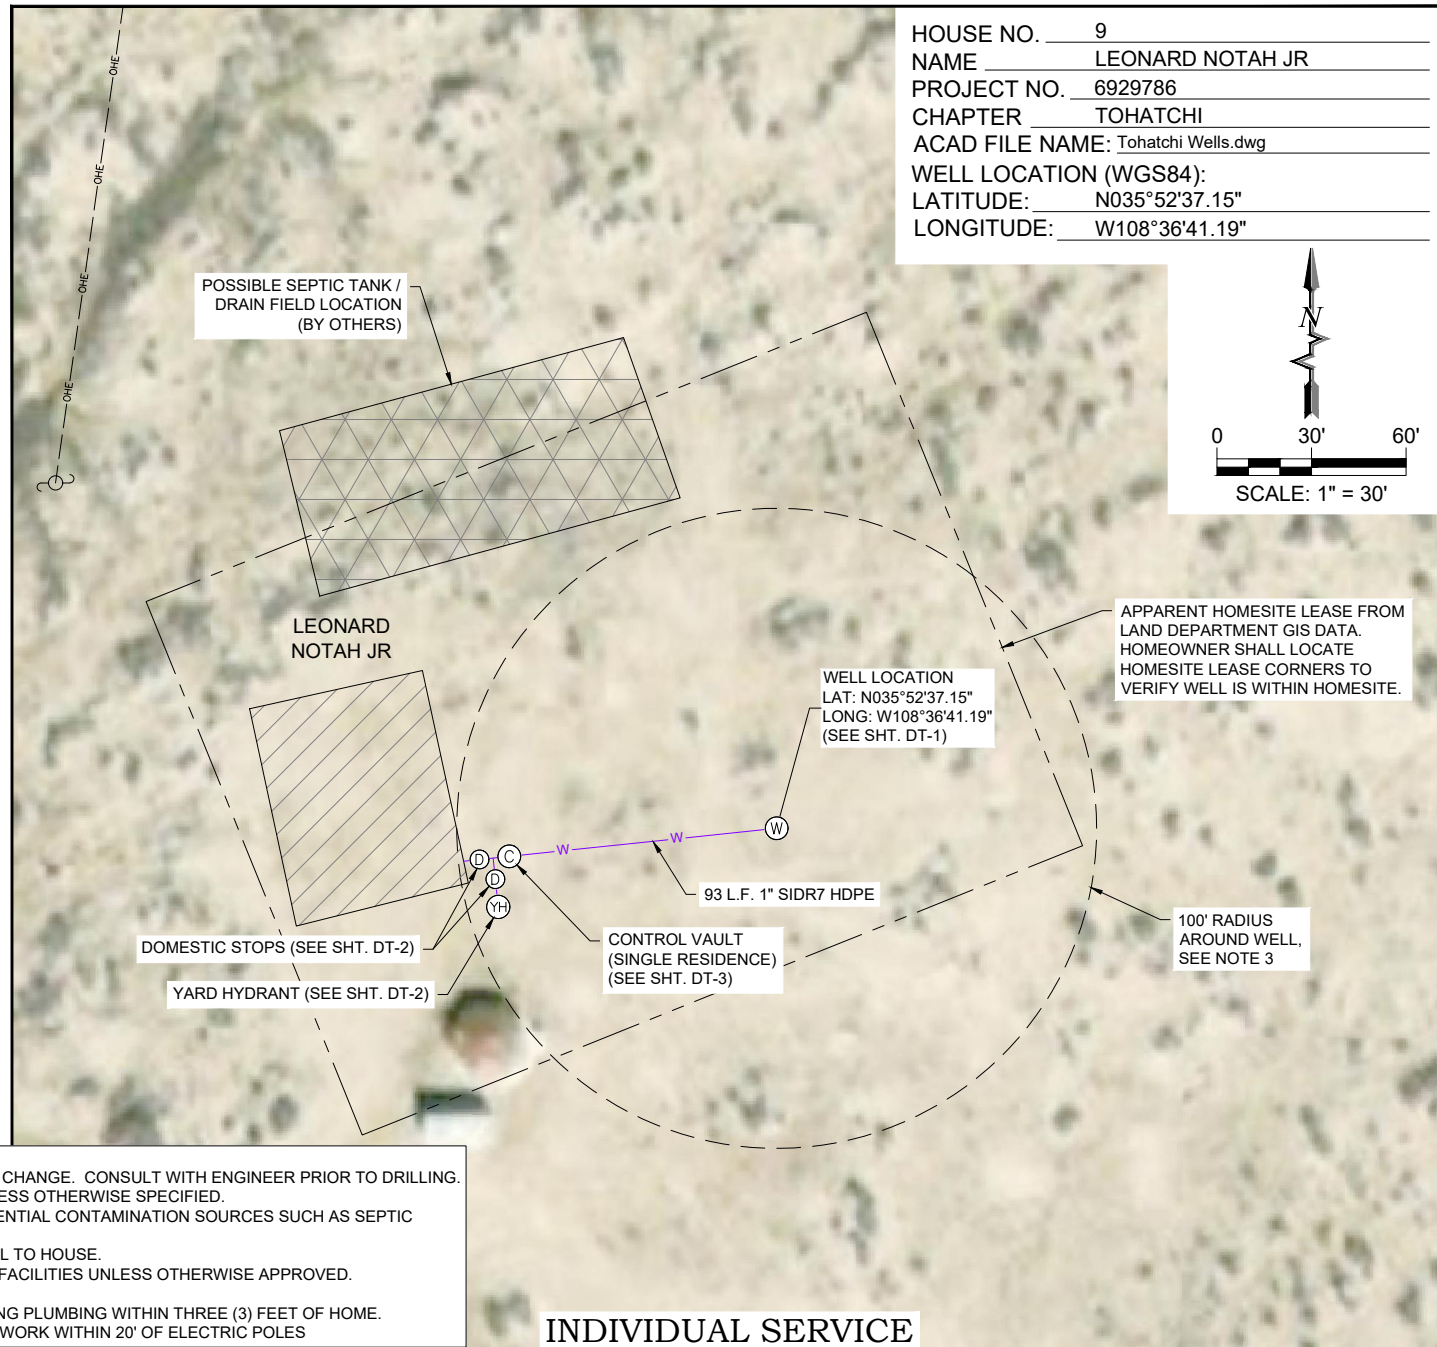 HOUSE NO. 9
NAME LEONARD NOTAH JR
PROJECT NO. 6929786
CHAPTER TOHATCHI
ACAD FILE NAME: Tohatchi Wells.dwg
WELL LOCATION (WGS84):
LATITUDE: N035°52'37.15"
LONGITUDE: W108°36'41.19"
N
0 30' 60'
SCALE: 1" = 30'
OHE
OHE
OHE
OHE
POSSIBLE SEPTIC TANK /
DRAIN FIELD LOCATION
(BY OTHERS)
LEONARD
NOTAH JR
APPARENT HOMESITE LEASE FROM
LAND DEPARTMENT GIS DATA.
HOMEOWNER SHALL LOCATE
HOMESITE LEASE CORNERS TO
VERIFY WELL IS WITHIN HOMESITE.
WELL LOCATION
LAT: N035°52'37.15"
LONG: W108°36'41.19"
(SEE SHT. DT-1)
W
W
W
C
D
D
YH
93 L.F. 1" SIDR7 HDPE
DOMESTIC STOPS (SEE SHT. DT-2)
YARD HYDRANT (SEE SHT. DT-2)
CONTROL VAULT
(SINGLE RESIDENCE)
(SEE SHT. DT-3)
100' RADIUS
AROUND WELL,
SEE NOTE 3
CHANGE. CONSULT WITH ENGINEER PRIOR TO DRILLING.
ESS OTHERWISE SPECIFIED.
ENTIAL CONTAMINATION SOURCES SUCH AS SEPTIC
L TO HOUSE.
FACILITIES UNLESS OTHERWISE APPROVED.
NG PLUMBING WITHIN THREE (3) FEET OF HOME.
WORK WITHIN 20' OF ELECTRIC POLES
INDIVIDUAL SERVICE